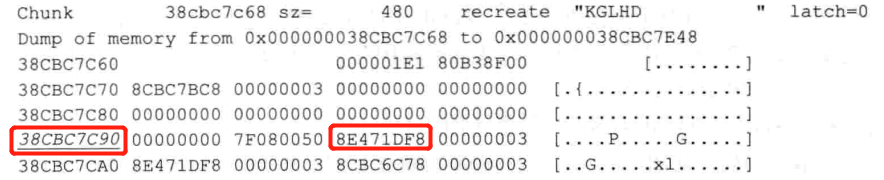 Chunk        38cbc7c68 sz=      480    recreate  "KGLHD          "  latch=0
Dump of memory from 0x000000038CBC7C68 to 0x000000038CBC7E48
38CBC7C60                   000001E1 80B38F00          [........]
38CBC7C70 8CBC7BC8 00000003 00000000 00000000  [.{..............]
38CBC7C80 00000000 00000000 00000000 00000000  [................]
38CBC7C90 00000000 7F080050 8E471DF8 00000003  [....P.....G.....]
38CBC7CA0 8E471DF8 00000003 8CBC6C78 00000003  [..G.....xl......]